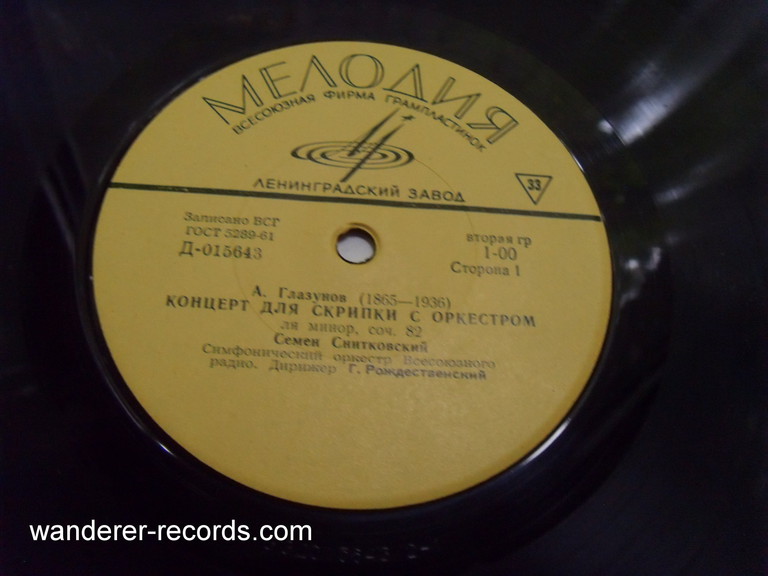 МЕЛОДИЯ
ВСЕСОЮЗНАЯ ФИРМА ГРАМПЛАСТИНОК
ЛЕНИНГРАДСКИЙ ЗАВОД
33
Записано ВСГ
ГОСТ 5289-61
Д-015643
вторая гр
1-00
Сторона 1
А. Глазунов (1865—1936)
КОНЦЕРТ ДЛЯ СКРИПКИ С ОРКЕСТРОМ
ля минор, соч. 82
Семен Снитковский
Симфонический оркестр Всесоюзного
радио. Дирижер Г. Рождественский
wanderer-records.com